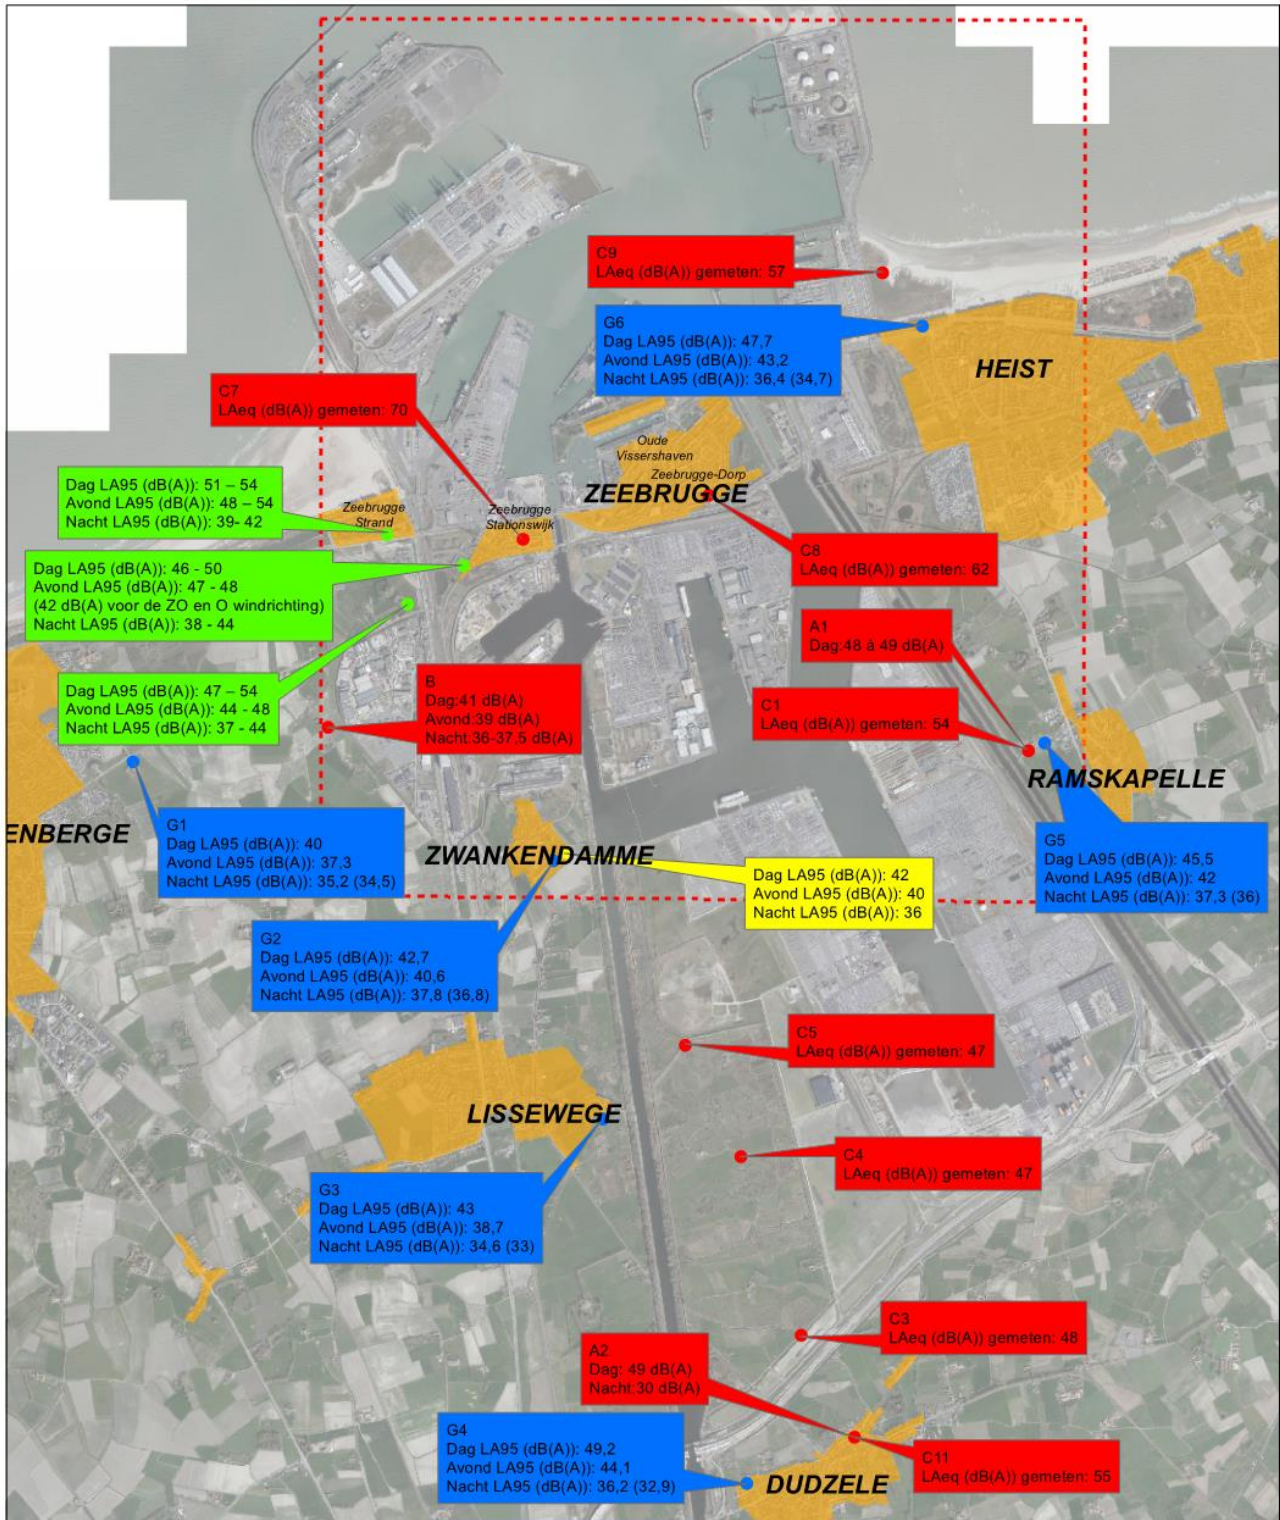 C9
LAeq (dB(A)) gemeten: 57
G6
Dag LA95 (dB(A)): 47,7
Avond LA95 (dB(A)): 43,2
Nacht LA95 (dB(A)): 36,4 (34,7)
HEIST
C7
LAeq (dB(A)) gemeten: 70
Oude
Vissershaven
Zeebrugge-Dorp
ZEEBRUGGE
Dag LA95 (dB(A)): 51 – 54
Avond LA95 (dB(A)): 48 – 54
Nacht LA95 (dB(A)): 39- 42
Zeebrugge
Strand
Zeebrugge
Stationswijk
Dag LA95 (dB(A)): 46 - 50
Avond LA95 (dB(A)): 47 - 48
(42 dB(A) voor de ZO en O windrichting)
Nacht LA95 (dB(A)): 38 - 44
C8
LAeq (dB(A)) gemeten: 62
A1
Dag:48 à 49 dB(A)
Dag LA95 (dB(A)): 47 – 54
Avond LA95 (dB(A)): 44 - 48
Nacht LA95 (dB(A)): 37 - 44
B
Dag:41 dB(A)
Avond:39 dB(A)
Nacht:36-37.5 dB(A)
C1
LAeq (dB(A)) gemeten: 54
RAMSKAPELLE
ENBERGE
G1
Dag LA95 (dB(A)): 40
Avond LA95 (dB(A)): 37,3
Nacht LA95 (dB(A)): 35,2 (34,5)
ZWANKENDAMME
Dag LA95 (dB(A)): 42
Avond LA95 (dB(A)): 40
Nacht LA95 (dB(A)): 36
G5
Dag LA95 (dB(A)): 45,5
Avond LA95 (dB(A)): 42
Nacht LA95 (dB(A)): 37,3 (36)
G2
Dag LA95 (dB(A)): 42,7
Avond LA95 (dB(A)): 40,6
Nacht LA95 (dB(A)): 37,8 (36,8)
C5
LAeq (dB(A)) gemeten: 47
LISSEWEGE
C4
LAeq (dB(A)) gemeten: 47
G3
Dag LA95 (dB(A)): 43
Avond LA95 (dB(A)): 38,7
Nacht LA95 (dB(A)): 34,6 (33)
C3
LAeq (dB(A)) gemeten: 48
A2
Dag: 49 dB(A)
Nacht:30 dB(A)
G4
Dag LA95 (dB(A)): 49,2
Avond LA95 (dB(A)): 44,1
Nacht LA95 (dB(A)): 36,2 (32,9)
C11
LAeq (dB(A)) gemeten: 55
DUDZELE